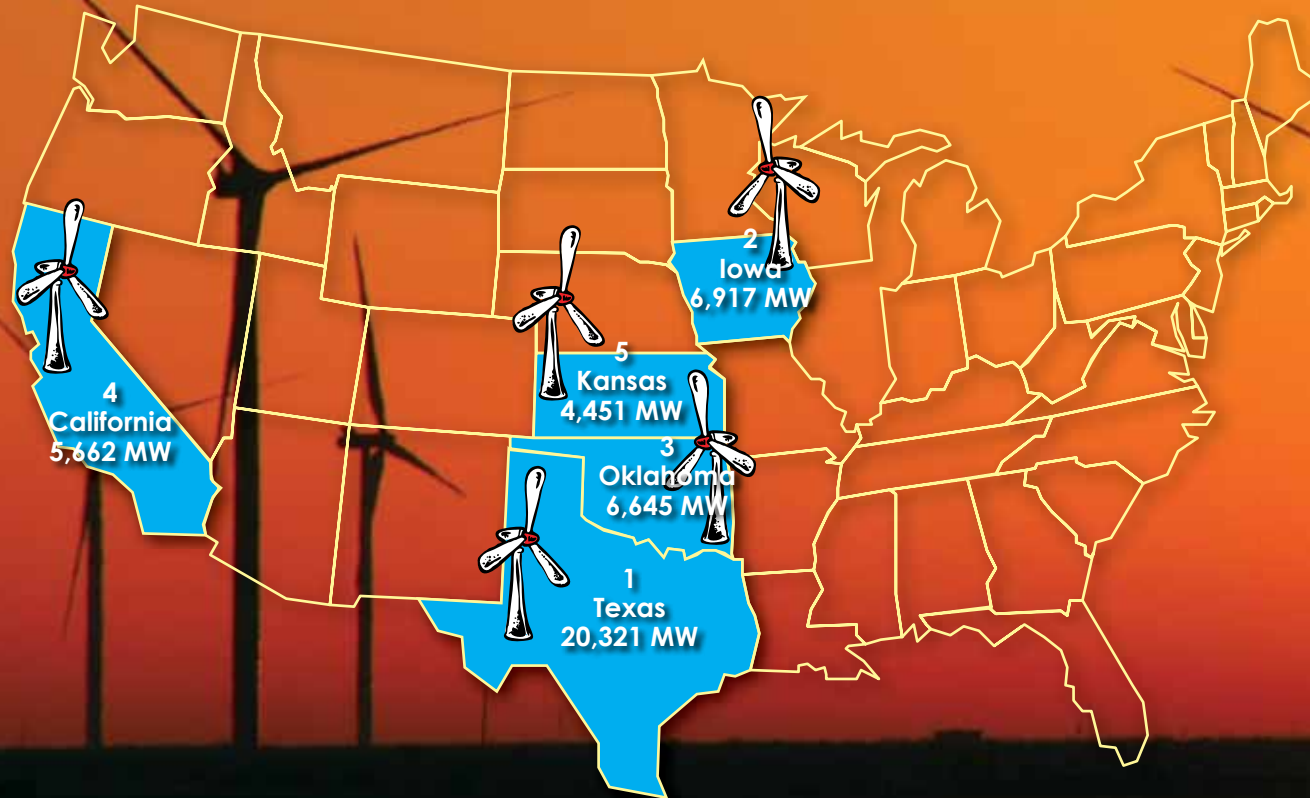 2
Iowa
6,917 MW
5
Kansas
4,451 MW
4
California
5,662 MW
3
Oklahoma
6,645 MW
1
Texas
20,321 MW